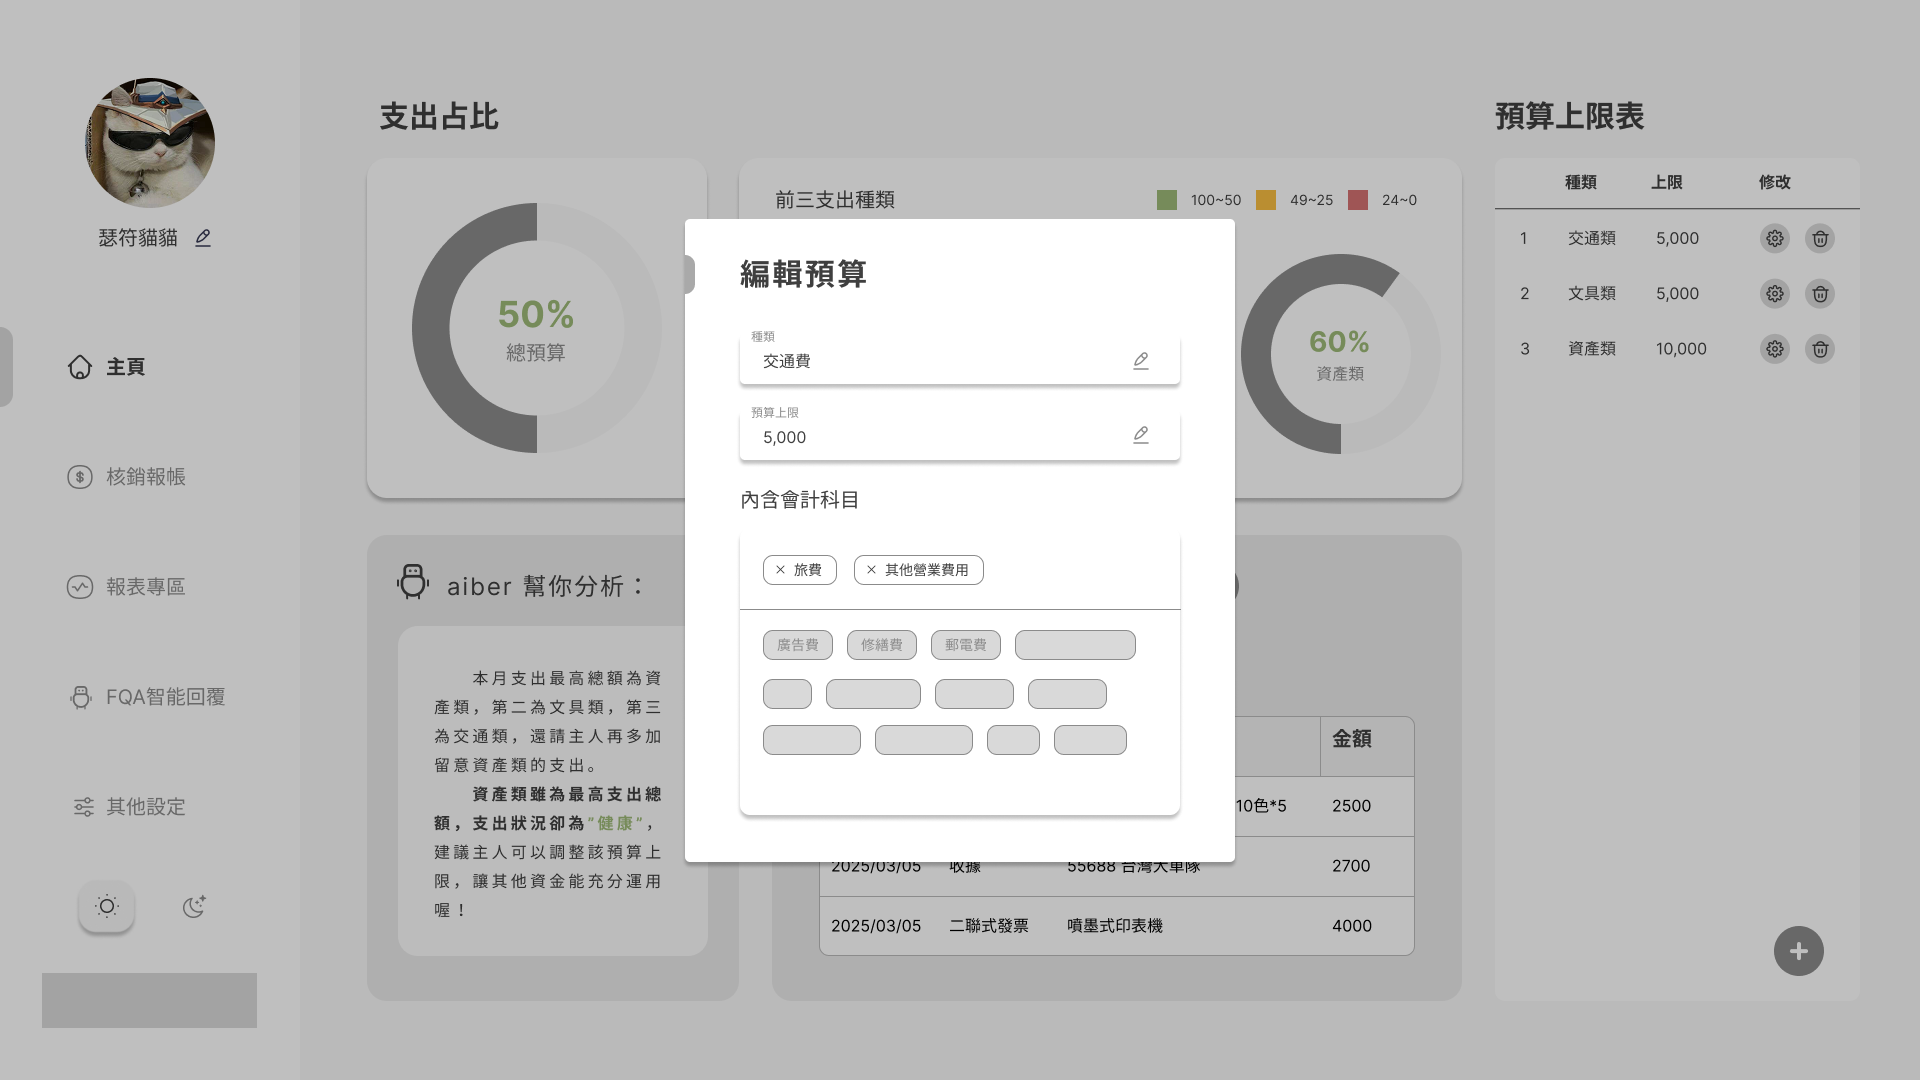 瑟符貓貓
主頁
核銷報帳
報表專區
FQA智能回覆
其他設定
支出占比
50%
總預算
前三支出種類
100~50
49~25
24~0
60%
資產類
aiber 幫你分析：
本月支出最高總額為資
產類，第二為文具類，第三
為交通類，還請主人再多加
留意資產類的支出。
資產類雖為最高支出總
額，支出狀況卻為"健康"，
建議主人可以調整該預算上
限，讓其他資金能充分運用
喔！
編輯預算
種類
交通費
預算上限
5,000
內含會計科目
× 旅費
× 其他營業費用
廣告費
修繕費
郵電費
金額
10色*5 2500
2025/03/05 收據 55688 台灣大車隊 2700
2025/03/05 二聯式發票 噴墨式印表機 4000
預算上限表
種類 上限 修改
1 交通類 5,000
2 文具類 5,000
3 資產類 10,000